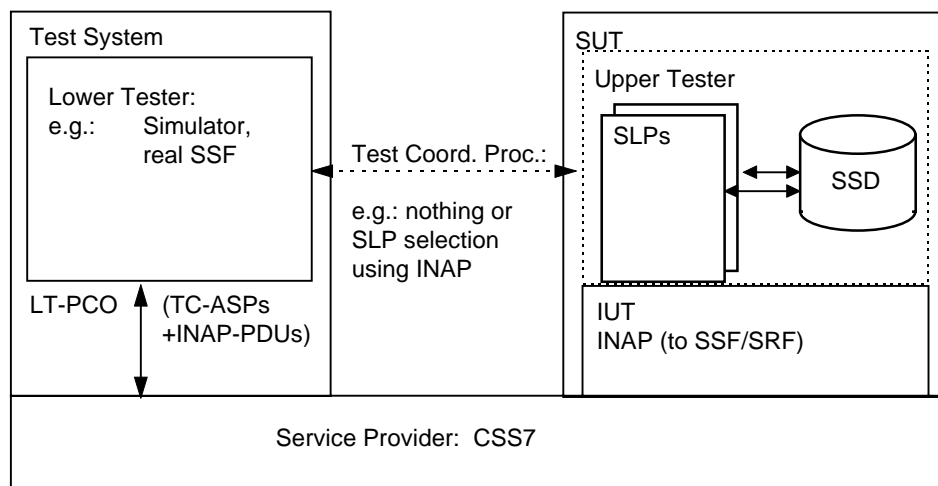 Test System
Lower Tester:
e.g.: Simulator,
real SSF
LT-PCO
(TC-ASPs
+INAP-PDUs)
Test Coord. Proc.:
e.g.: nothing or
SLP selection
using INAP
SUT
Upper Tester
SLPs
SSD
IUT
INAP (to SSF/SRF)
Service Provider: CSS7